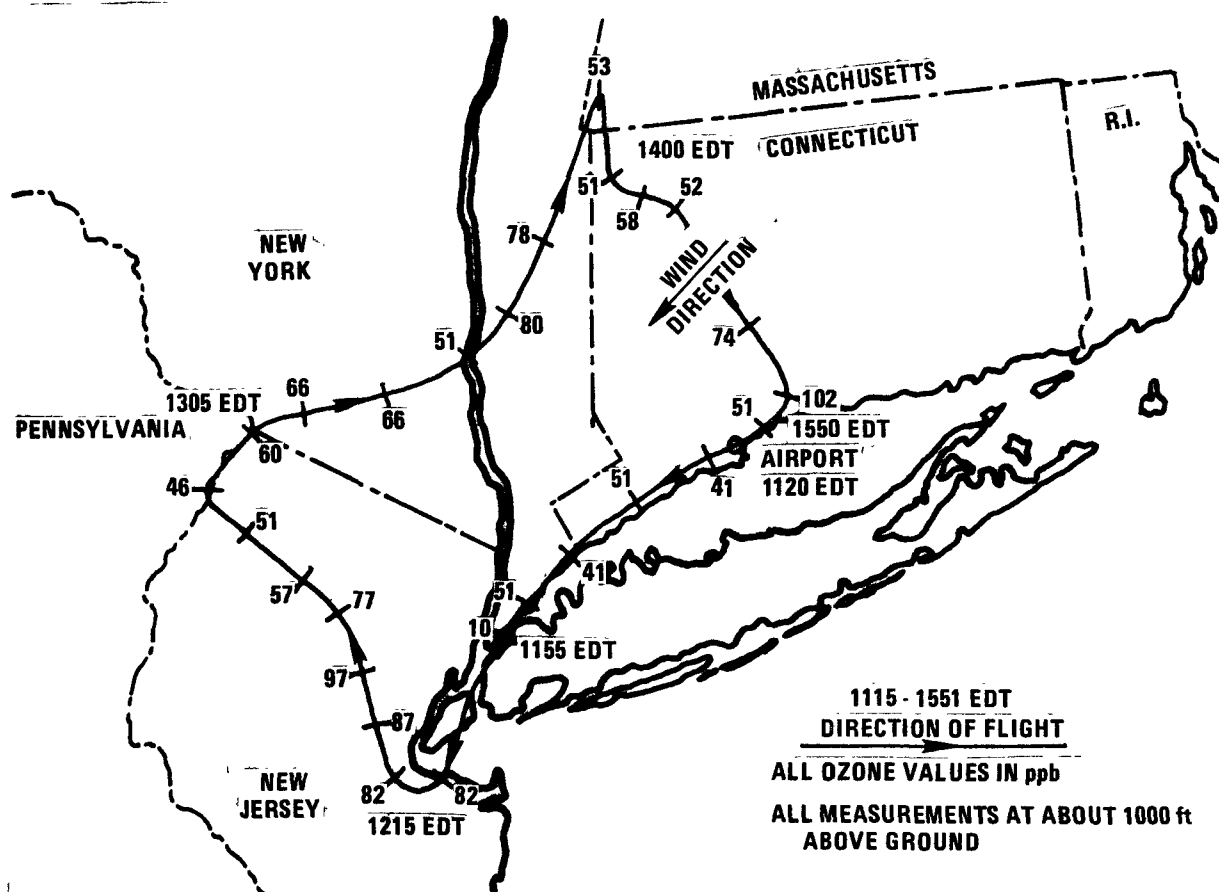 53
MASSACHUSETTS
R.I.
1400 EDT
CONNECTICUT
51
58
52
NEW
YORK
78
WIND
DIRECTION
80
74
51
66
66
1305 EDT
102
51
1550 EDT
PENNSYLVANIA
60
AIRPORT
1120 EDT
41
51
46
51
41
57
51
77
10
1155 EDT
97
87
1115 - 1551 EDT
DIRECTION OF FLIGHT
ALL OZONE VALUES IN ppb
NEW
JERSEY
82
82
1215 EDT
ALL MEASUREMENTS AT ABOUT 1000 ft
ABOVE GROUND